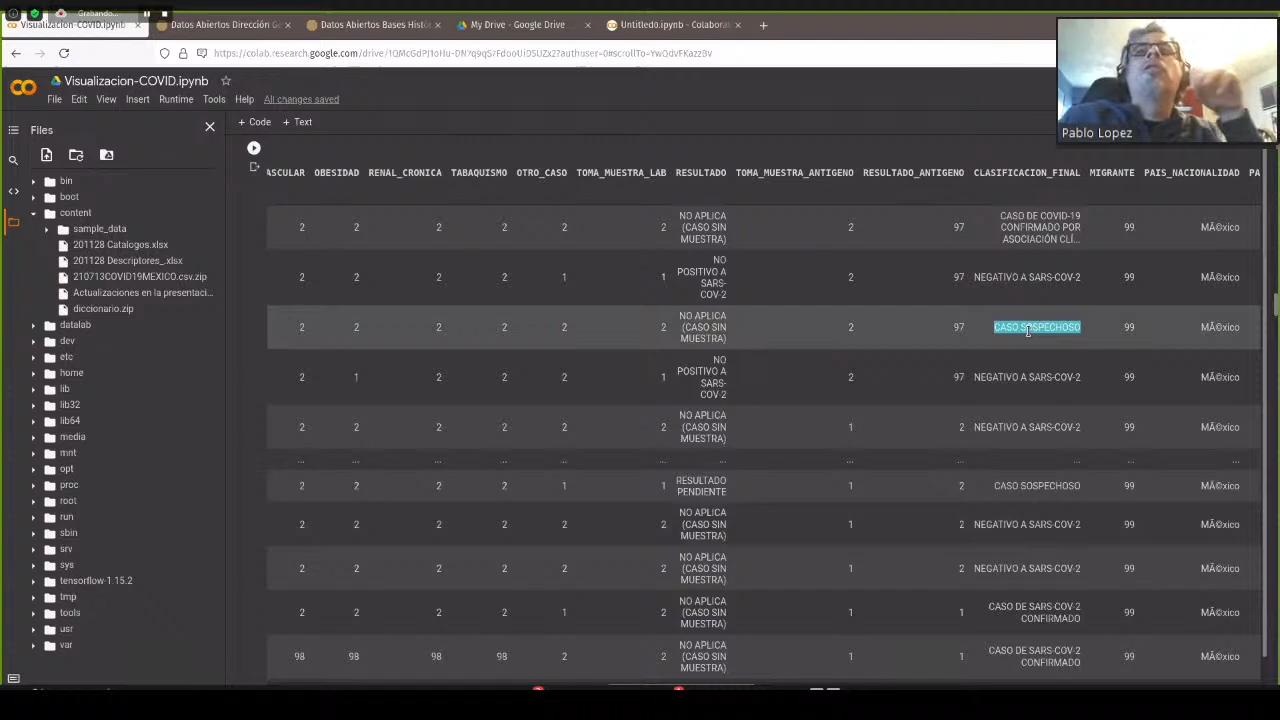 Grabando
Visualizacion-COVID.ipynb
Datos Abiertos Dirección G
Datos Abiertos Bases Hist
My Drive - Google Drive
Untitled0.ipynb - Colabora
https://colab.research.google.com/drive/
Visualizacion-COVID.ipynb
File Edit View Insert Runtime Tools Help All changes saved
Pablo Lopez
Files
+ Code + Text
bin
boot
content
sample_data
201128 Catalogos.xlsx
201128 Descriptores_.xlsx
210713COVID19MEXICO.csv.zip
Actualizaciones en la presentaci...
diccionario.zip
datalab
dev
etc
home
lib
lib32
lib64
media
mnt
opt
proc
root
run
sbin
srv
sys
tensorflow-1.15.2
tmp
tools
usr
var
ASCULAR OBESIDAD RENAL_CRONICA TABAQUISMO OTRO_CASO TOMA_MUESTRA_LAB RESULTADO TOMA_MUESTRA_ANTIGENO RESULTADO_ANTIGENO CLASIFICACION_FINAL MIGRANTE PAIS_NACIONALIDAD PA
2 2 2 2 2 2 NO APLICA (CASO SIN MUESTRA) 2 97 CASO DE COVID-19 CONFIRMADO POR ASOCIACIÓN CLÍ... 99 MÃ©xico
2 2 2 2 1 1 NO POSITIVO A SARS-COV-2 2 97 NEGATIVO A SARS-COV-2 99 MÃ©xico
2 2 2 2 2 2 NO APLICA (CASO SIN MUESTRA) 2 97 CASO SOSPECHOSO 99 MÃ©xico
2 1 2 2 2 1 NO POSITIVO A SARS-COV-2 2 97 NEGATIVO A SARS-COV-2 99 MÃ©xico
2 2 2 2 2 2 NO APLICA (CASO SIN MUESTRA) 1 2 NEGATIVO A SARS-COV-2 99 MÃ©xico
... ... ... ... ... ... ... ... ... ... ... ...
2 2 2 2 1 1 RESULTADO PENDIENTE 1 2 CASO SOSPECHOSO 99 MÃ©xico
2 2 2 2 2 2 NO APLICA (CASO SIN MUESTRA) 1 2 NEGATIVO A SARS-COV-2 99 MÃ©xico
2 2 2 2 2 2 NO APLICA (CASO SIN MUESTRA) 1 2 NEGATIVO A SARS-COV-2 99 MÃ©xico
2 2 2 2 1 2 NO APLICA (CASO SIN MUESTRA) 1 1 CASO DE SARS-COV-2 CONFIRMADO 99 MÃ©xico
98 98 98 98 2 2 NO APLICA (CASO SIN MUESTRA) 1 1 CASO DE SARS-COV-2 CONFIRMADO 99 MÃ©xico